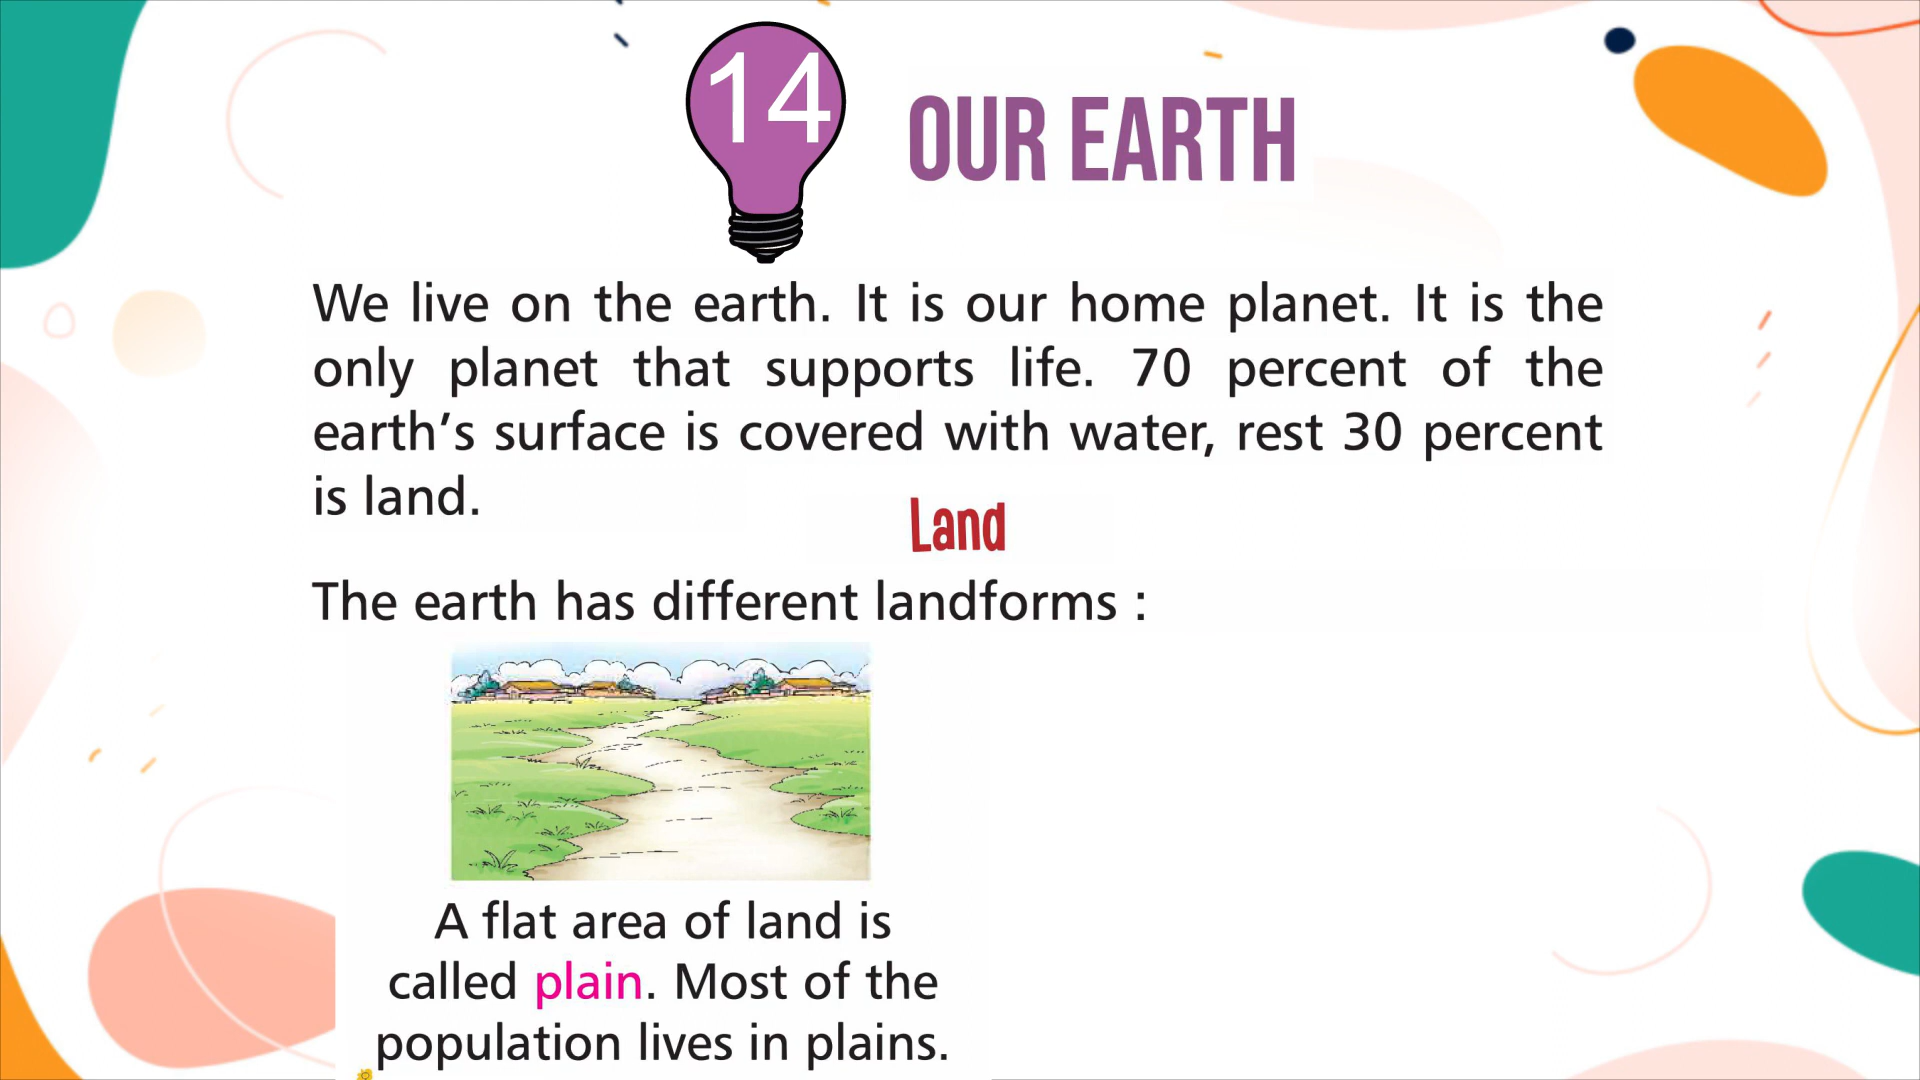 14
OUR EARTH
We live on the earth. It is our home planet. It is the
only planet that supports life. 70 percent of the
earth's surface is covered with water, rest 30 percent
is land.
Land
The earth has different landforms :
A flat area of land is
called plain. Most of the
population lives in plains.